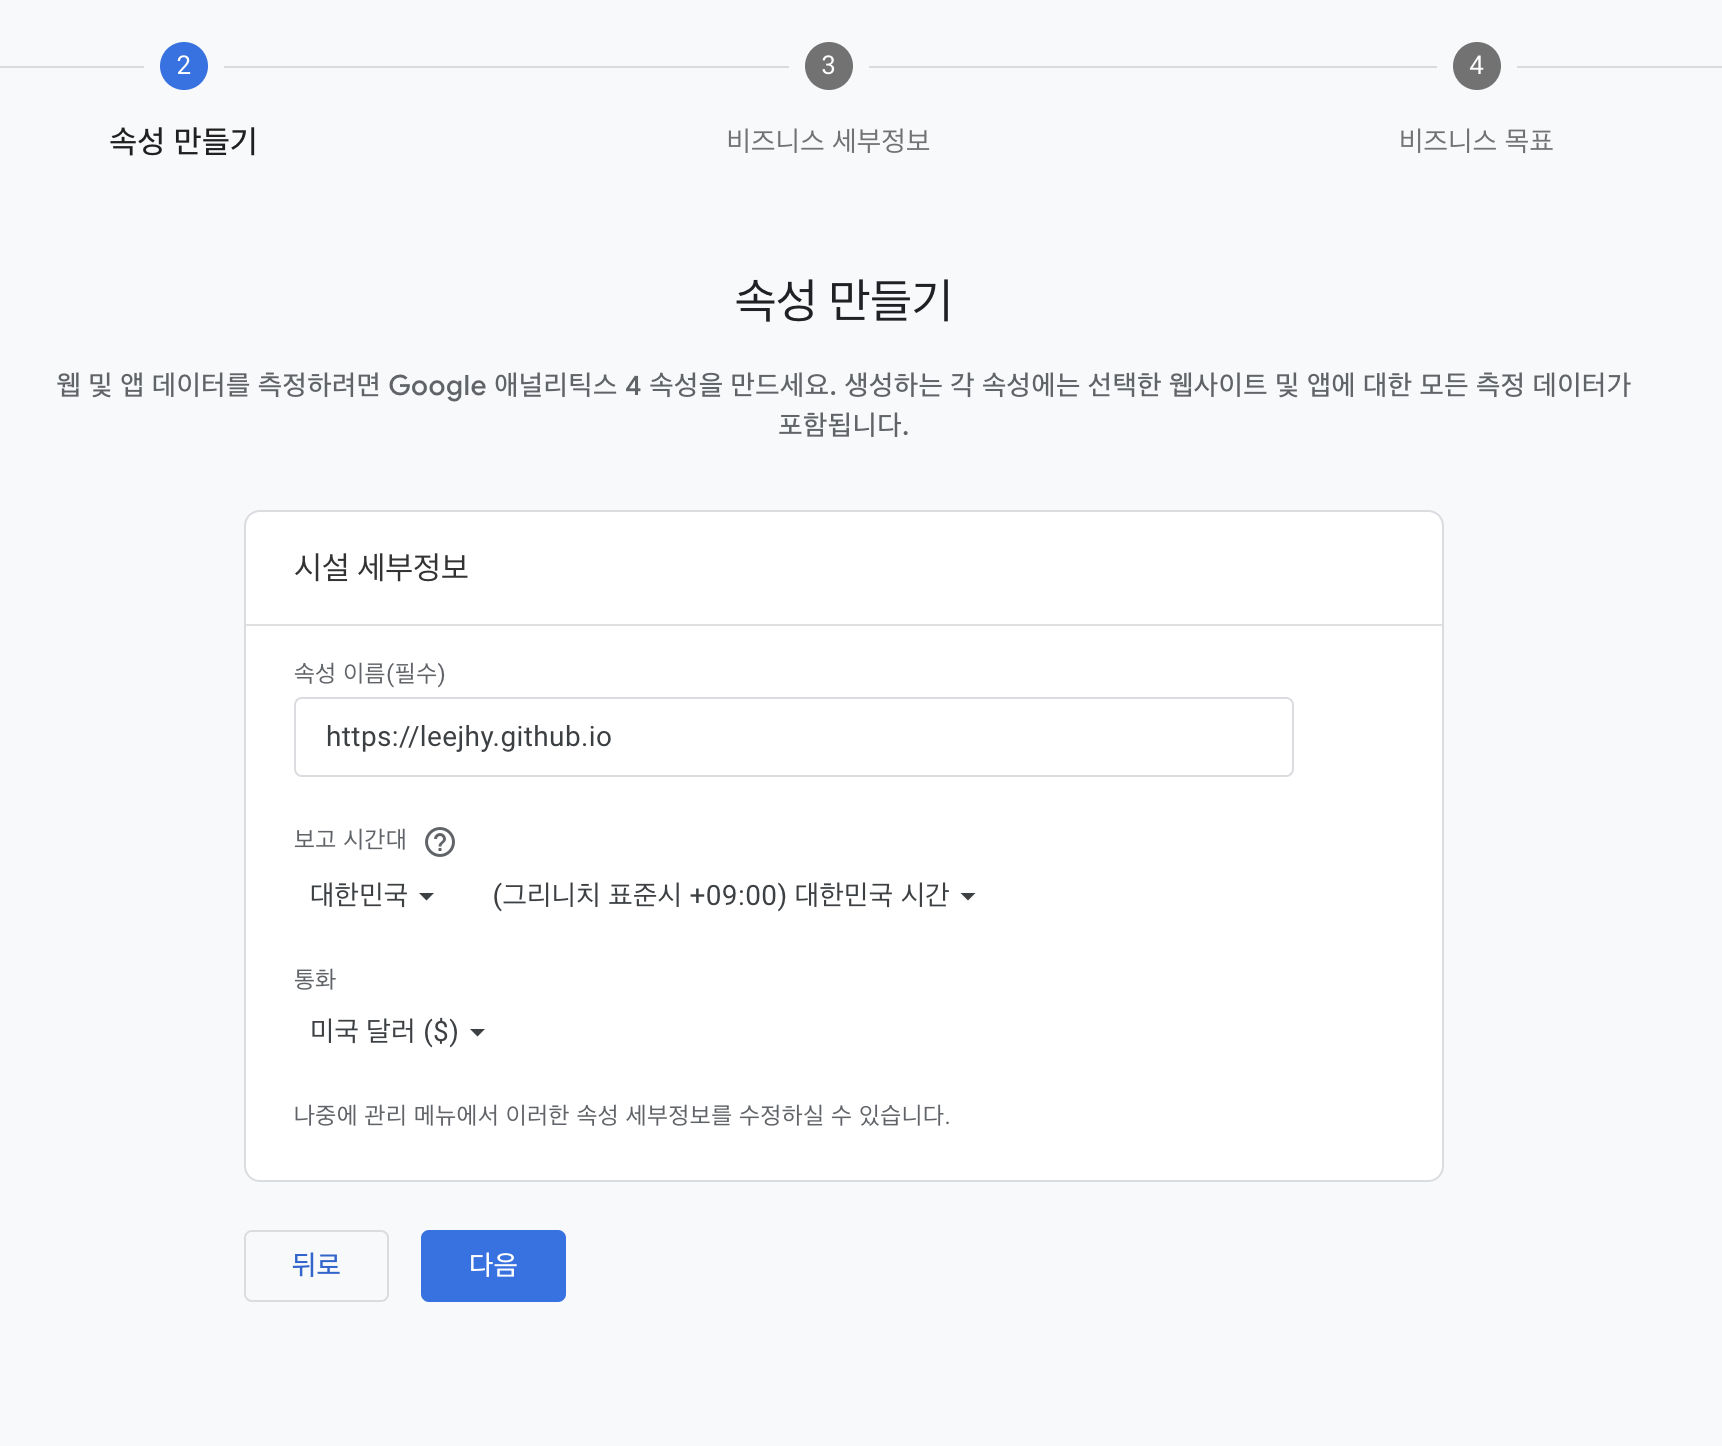 2
3
4
속성 만들기
비즈니스 세부정보
비즈니스 목표
속성 만들기
웹 및 앱 데이터를 측정하려면 Google 애널리틱스 4 속성을 만드세요. 생성하는 각 속성에는 선택한 웹사이트 및 앱에 대한 모든 측정 데이터가
포함됩니다.
시설 세부정보
속성 이름(필수)
https://leejhy.github.io
보고 시간대 ?
대한민국 (그리니치 표준시 +09:00) 대한민국 시간
통화
미국 달러 ($)
나중에 관리 메뉴에서 이러한 속성 세부정보를 수정하실 수 있습니다.
뒤로 다음